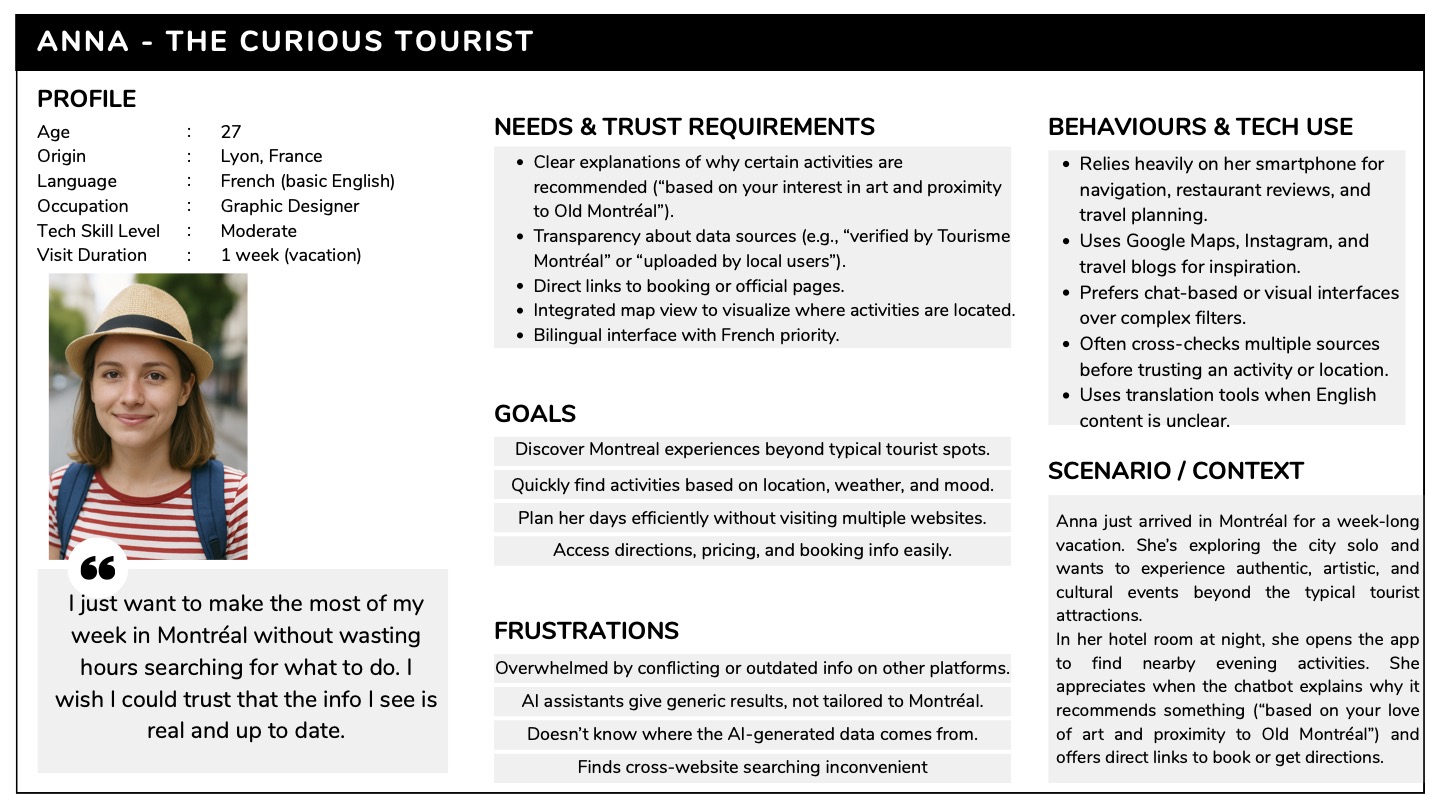 ANNA - THE CURIOUS TOURIST
PROFILE
Age : 27
Origin : Lyon, France
Language : French (basic English)
Occupation : Graphic Designer
Tech Skill Level : Moderate
Visit Duration : 1 week (vacation)
I just want to make the most of my
week in Montréal without wasting
hours searching for what to do. I
wish I could trust that the info I see is
real and up to date.
NEEDS & TRUST REQUIREMENTS
• Clear explanations of why certain activities are
recommended (“based on your interest in art and proximity
to Old Montréal”).
• Transparency about data sources (e.g., “verified by Tourisme
Montréal” or “uploaded by local users”).
• Direct links to booking or official pages.
• Integrated map view to visualize where activities are located.
• Bilingual interface with French priority.
GOALS
Discover Montreal experiences beyond typical tourist spots.
Quickly find activities based on location, weather, and mood.
Plan her days efficiently without visiting multiple websites.
Access directions, pricing, and booking info easily.
FRUSTRATIONS
Overwhelmed by conflicting or outdated info on other platforms.
AI assistants give generic results, not tailored to Montréal.
Doesn’t know where the AI-generated data comes from.
Finds cross-website searching inconvenient
BEHAVIOURS & TECH USE
• Relies heavily on her smartphone for
navigation, restaurant reviews, and
travel planning.
• Uses Google Maps, Instagram, and
travel blogs for inspiration.
• Prefers chat-based or visual interfaces
over complex filters.
• Often cross-checks multiple sources
before trusting an activity or location.
• Uses translation tools when English
content is unclear.
SCENARIO / CONTEXT
Anna just arrived in Montréal for a week-long
vacation. She’s exploring the city solo and
wants to experience authentic, artistic, and
cultural events beyond the typical tourist
attractions.
In her hotel room at night, she opens the app
to find nearby evening activities. She
appreciates when the chatbot explains why it
recommends something (“based on your love
of art and proximity to Old Montréal”) and
offers direct links to book or get directions.